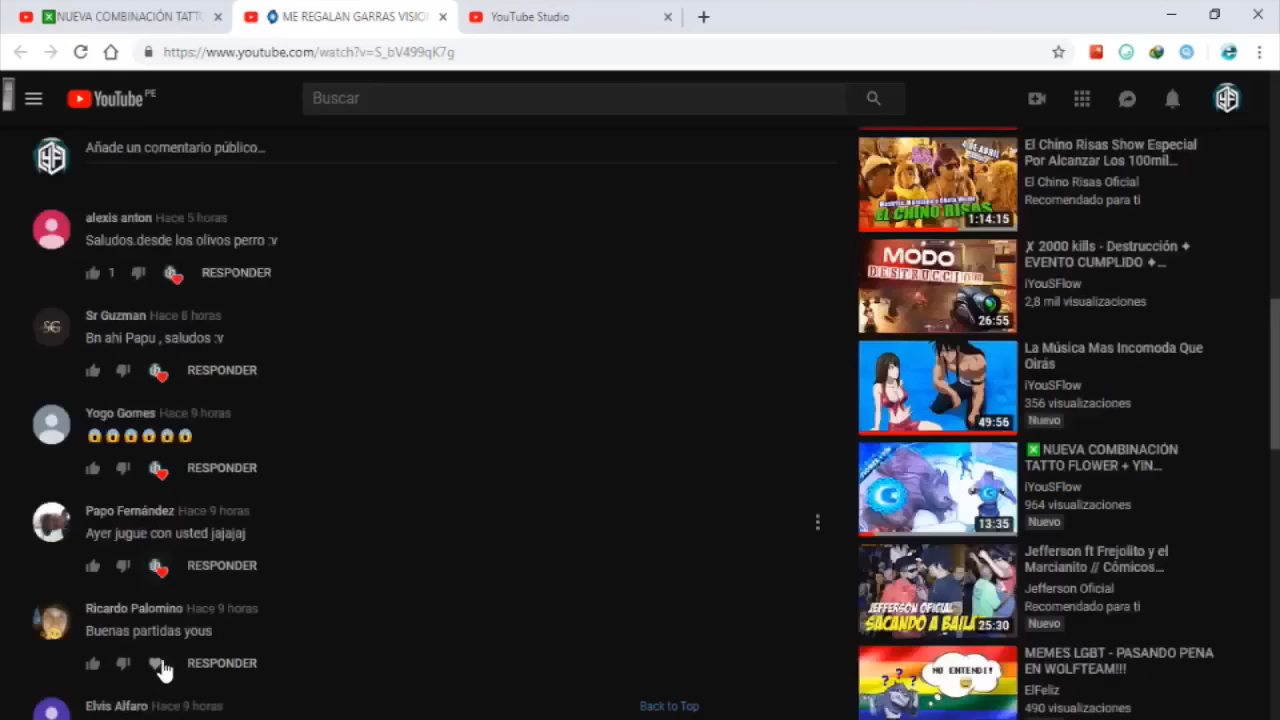 NUEVA COMBINACIÓN TATTO
ME REGALAN GARRAS VISIO
YouTube Studio
https://www.youtube.com/watch?v=S_bV499qK7g
YouTube PE
Buscar
Añade un comentario público...
alexis anton Hace 5 horas
Saludos.desde los olivos perro :v
1 RESPONDER
Sr Guzman Hace 8 horas
Bn ahi Papu , saludos :v
RESPONDER
Yogo Gomes Hace 9 horas
😱😱😱😱😱😱
RESPONDER
Papo Fernández Hace 9 horas
Ayer jugue con usted jajajaj
RESPONDER
Ricardo Palomino Hace 9 horas
Buenas partidas yous
RESPONDER
Elvis Alfaro Hace 9 horas
Back to Top
EL CHINO RISAS
1:14:15
El Chino Risas Show Especial
Por Alcanzar Los 100mil...
El Chino Risas Oficial
Recomendado para ti
MODO
DESTRUCCION
26:55
✗ 2000 kills - Destrucción ✦
EVENTO CUMPLIDO ✦...
iYouSFlow
2,8 mil visualizaciones
49:56
La Música Mas Incomoda Que
Oirás
iYouSFlow
356 visualizaciones
Nuevo
13:35
NUEVA COMBINACIÓN
TATTO FLOWER + YIN...
iYouSFlow
964 visualizaciones
Nuevo
JEFFERSON OFICIAL
SACANDO A BAILA
25:30
Jefferson ft Frejolito y el
Marcianito // Cómicos...
Jefferson Oficial
Recomendado para ti
Nuevo
NO ENTENDI!
? ? ?
MEMES LGBT - PASANDO PENA
EN WOLFTEAM!!!
ElFeliz
490 visualizaciones